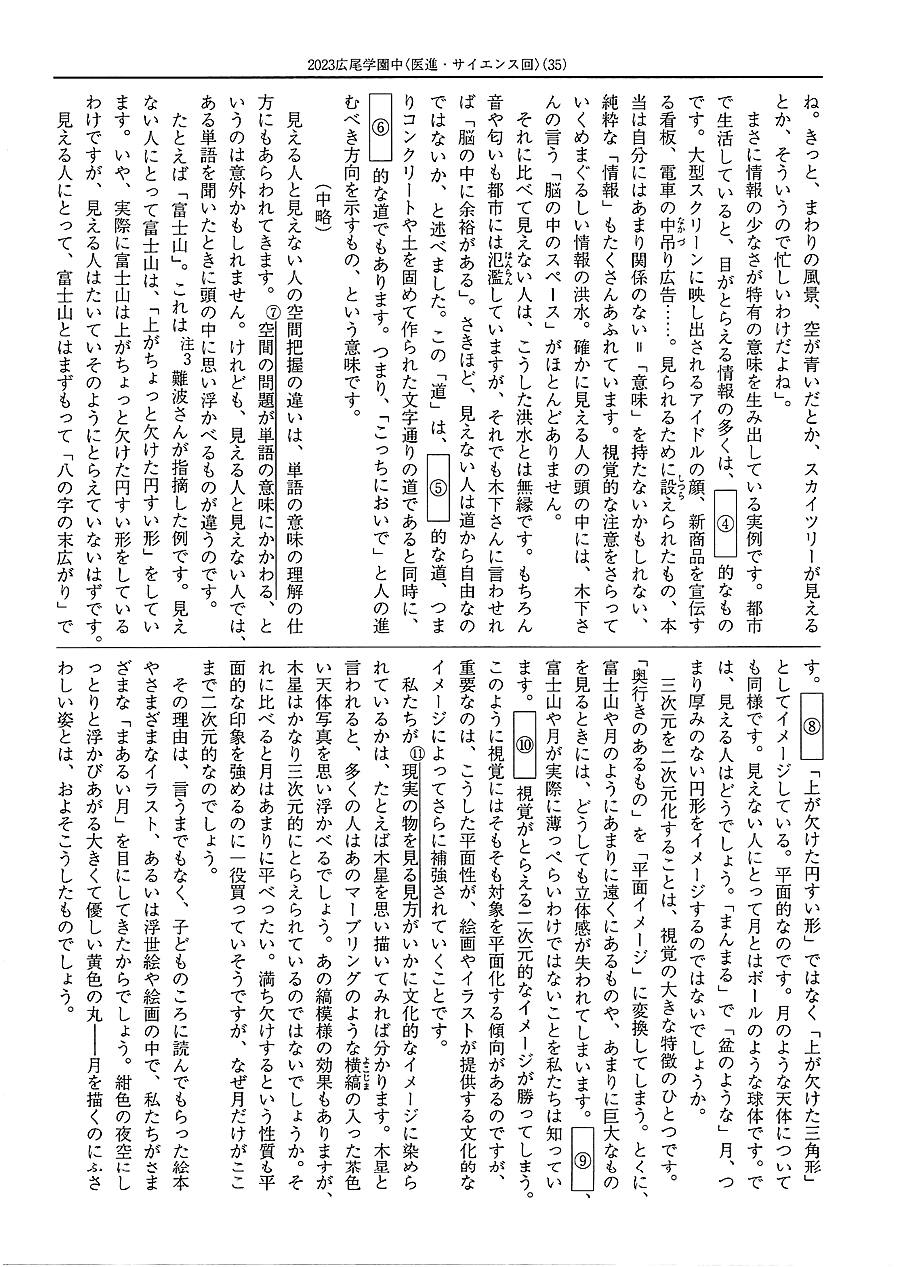 2023広尾学園中〈医進・サイエンス回〉(35)
ね。きっと、まわりの風景、空が青いだとか、スカイツリーが見える
とか、そういうので忙しいわけだよね」。
まさに情報の少なさが特有の意味を生み出している実例です。都市
で生活していると、目がとらえる情報の多くは、④的なもの
です。大型スクリーンに映し出されるアイドルの顔、新商品を宣伝す
る看板、電車の中吊り広告……。見られるために設えられたもの、本
当は自分にはあまり関係のない＝「意味」を持たないかもしれない、
純粋な「情報」もたくさんあふれています。視覚的な注意をさらって
いくめまぐるしい情報の洪水。確かに見える人の頭の中には、木下さ
んの言う「脳の中のスペース」がほとんどありません。
それに比べて見えない人は、こうした洪水とは無縁です。もちろん
音や匂いも都市には氾濫していますが、それでも木下さんに言わせれ
ば「脳の中に余裕がある」。さきほど、見えない人は道から自由なの
ではないか、と述べました。この「道」は、⑤的な道、つま
りコンクリートや土を固めて作られた文字通りの道であると同時に、
⑥的な道でもあります。つまり、「こっちにおいで」と人の進
むべき方向を示すもの、という意味です。
（中略）
見える人と見えない人の空間把握の違いは、単語の意味の理解の仕
方にもあらわれてきます。⑦空間の問題が単語の意味にかかわる、と
いうのは意外かもしれません。けれども、見える人と見えない人では、
ある単語を聞いたときに頭の中に思い浮かべるものが違うのです。
たとえば「富士山」。これは注3難波さんが指摘した例です。見え
ない人にとって富士山は、「上がちょっと欠けた円すい形」をしてい
ます。いや、実際に富士山は上がちょっと欠けた円すい形をしている
わけですが、見える人はたいていそのようにとらえていないはずです。
見える人にとって、富士山とはまずもって「八の字の末広がり」で
す。⑧「上が欠けた円すい形」ではなく「上が欠けた三角形」
としてイメージしている。平面的なのです。月のような天体について
も同様です。見えない人にとって月とはボールのような球体です。で
は、見える人はどうでしょう。「まんまる」で「盆のような」月、つ
まり厚みのない円形をイメージするのではないでしょうか。
三次元を二次元化することは、視覚の大きな特徴のひとつです。
「奥行きのあるもの」を「平面イメージ」に変換してしまう。とくに、
富士山や月のようにあまりに遠くにあるものや、あまりに巨大なもの
を見るときには、どうしても立体感が失われてしまいます。⑨、
富士山や月が実際に薄っぺらいわけではないことを私たちは知ってい
ます。⑩視覚がとらえる二次元的なイメージが勝ってしまう。
このように視覚にはそもそも対象を平面化する傾向があるのですが、
重要なのは、こうした平面性が、絵画やイラストが提供する文化的な
イメージによってさらに補強されていくことです。
私たちが⑪現実の物を見る見方がいかに文化的なイメージに染めら
れているかは、たとえば木星を思い描いてみれば分かります。木星と
言われると、多くの人はあのマーブリングのような横縞の入った茶色
い天体写真を思い浮かべるでしょう。あの縞模様の効果もありますが、
木星はかなり三次元的にとらえられているのではないでしょうか。そ
れに比べると月はあまりに平べったい。満ち欠けするという性質も平
面的な印象を強めるのに一役買っていそうですが、なぜ月だけがここ
まで二次元的なのでしょう。
その理由は、言うまでもなく、子どものころに読んでもらった絵本
やさまざまなイラスト、あるいは浮世絵や絵画の中で、私たちがさま
ざまな「まあるい月」を目にしてきたからでしょう。紺色の夜空にし
っとりと浮かびあがる大きくて優しい黄色の丸――月を描くのにふさ
わしい姿とは、およそこうしたものでしょう。